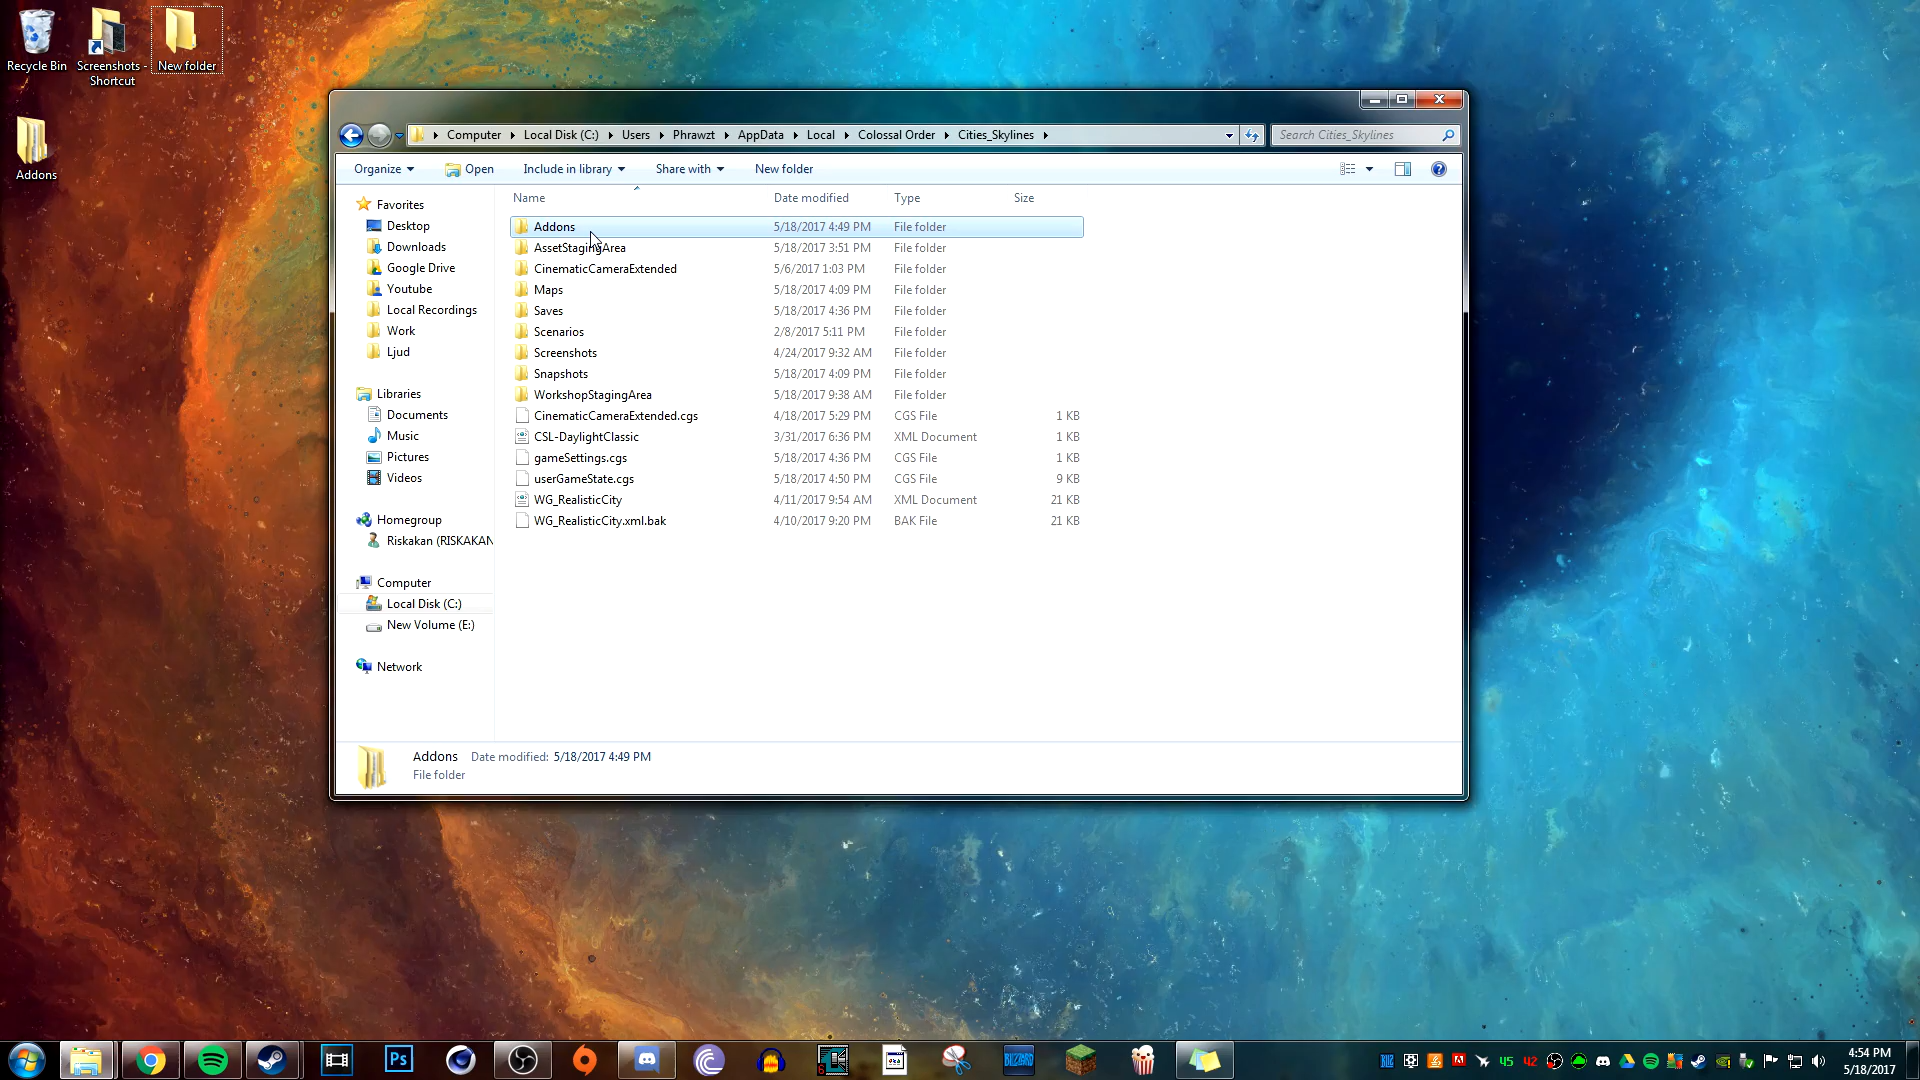 Recycle Bin
Screenshots - Shortcut
New folder
Addons
Computer
Local Disk (C:)
Users
Phrawzt
AppData
Local
Colossal Order
Cities_Skylines
Search Cities_Skylines
Organize
Open
Include in library
Share with
New folder
Name Date modified Type Size
Favorites
Desktop
Downloads
Google Drive
Youtube
Local Recordings
Work
Ljud
Libraries
Documents
Music
Pictures
Videos
Homegroup
Riskakan (RISKAKAN
Computer
Local Disk (C:)
New Volume (E:)
Network
Addons 5/18/2017 4:49 PM File folder
AssetStagingArea 5/18/2017 3:51 PM File folder
CinematicCameraExtended 5/6/2017 1:03 PM File folder
Maps 5/18/2017 4:09 PM File folder
Saves 5/18/2017 4:36 PM File folder
Scenarios 2/8/2017 5:11 PM File folder
Screenshots 4/24/2017 9:32 AM File folder
Snapshots 5/18/2017 4:09 PM File folder
WorkshopStagingArea 5/18/2017 9:38 AM File folder
CinematicCameraExtended.cgs 4/18/2017 5:29 PM CGS File 1 KB
CSL-DaylightClassic 3/31/2017 6:36 PM XML Document 1 KB
gameSettings.cgs 5/18/2017 4:36 PM CGS File 1 KB
userGameState.cgs 5/18/2017 4:50 PM CGS File 9 KB
WG_RealisticCity 4/11/2017 9:54 AM XML Document 21 KB
WG_RealisticCity.xml.bak 4/10/2017 9:20 PM BAK File 21 KB
Addons Date modified: 5/18/2017 4:49 PM
File folder
Ps
BLIZZARD
45
42
4:54 PM
5/18/2017